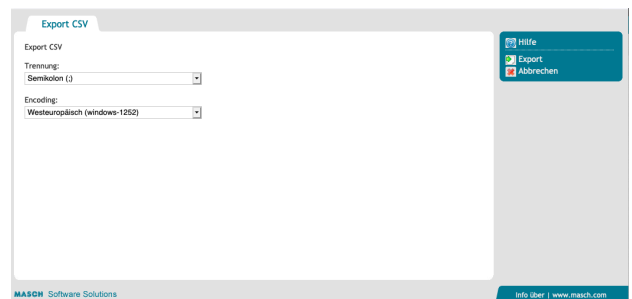 Export CSV
Export CSV
Trennung:
Semikolon (;)
Encoding:
Westeuropäisch (windows-1252)
Hilfe
Export
Abbrechen
MASCH Software Solutions
Info über | www.masch.com